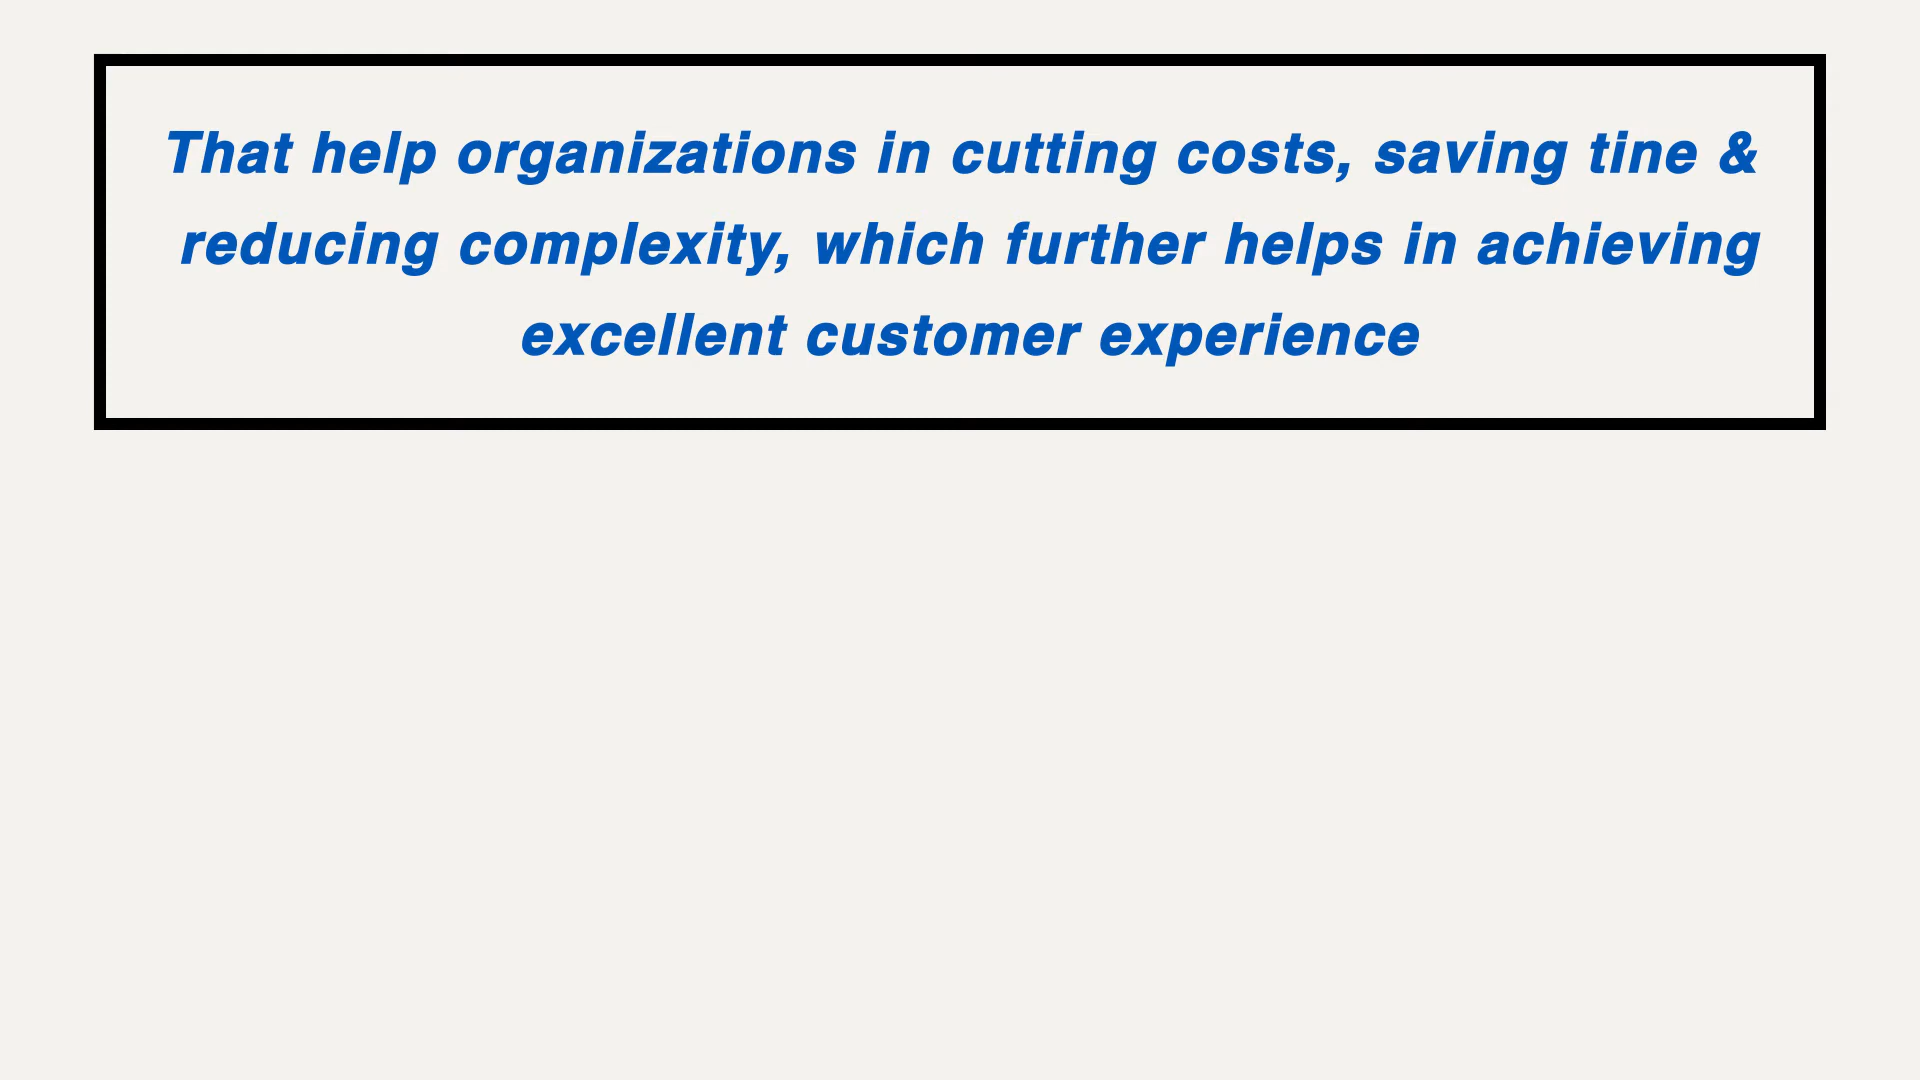 That help organizations in cutting costs, saving tine &
reducing complexity, which further helps in achieving
excellent customer experience